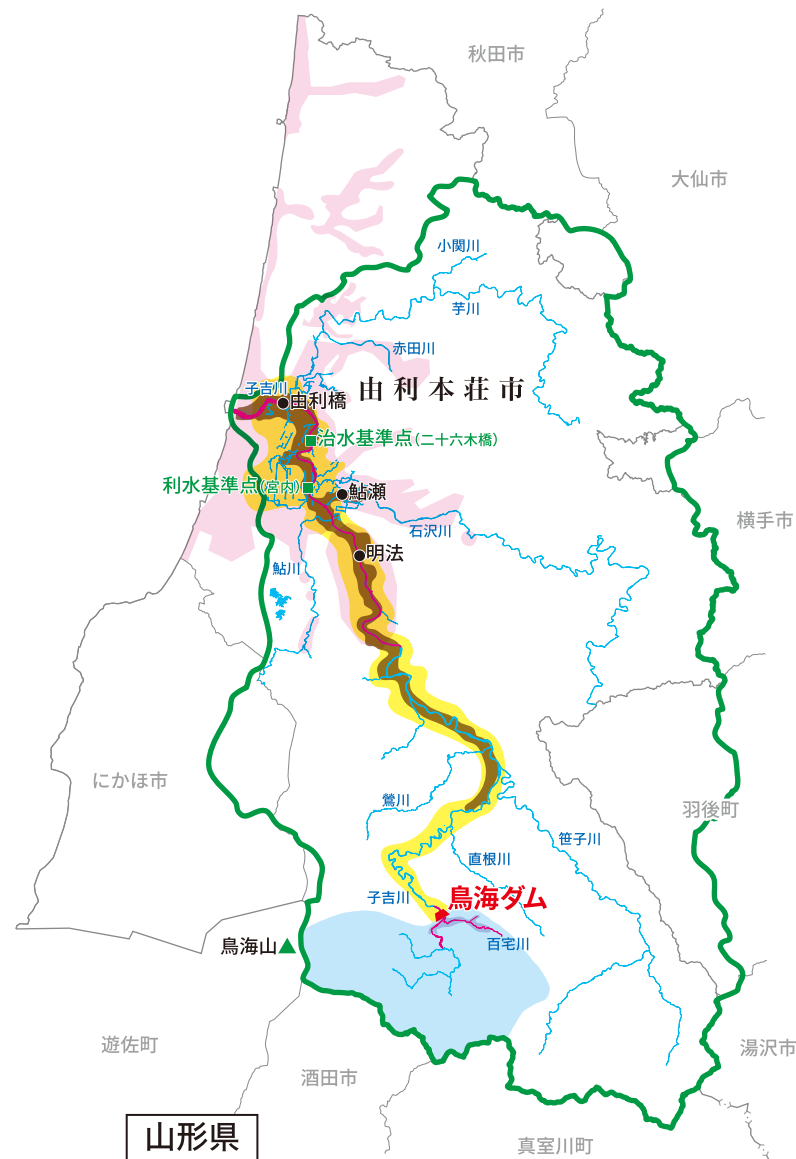 秋田市
大仙市
小関川
芋川
赤田川
子吉川
由利橋
由利本荘市
治水基準点(二十六木橋)
利水基準点(宮内)
鮎瀬
横手市
石沢川
明法
鮎川
にかほ市
鶯川
羽後町
笹子川
直根川
子吉川
鳥海ダム
鳥海山
百宅川
遊佐町
湯沢市
酒田市
山形県
真室川町